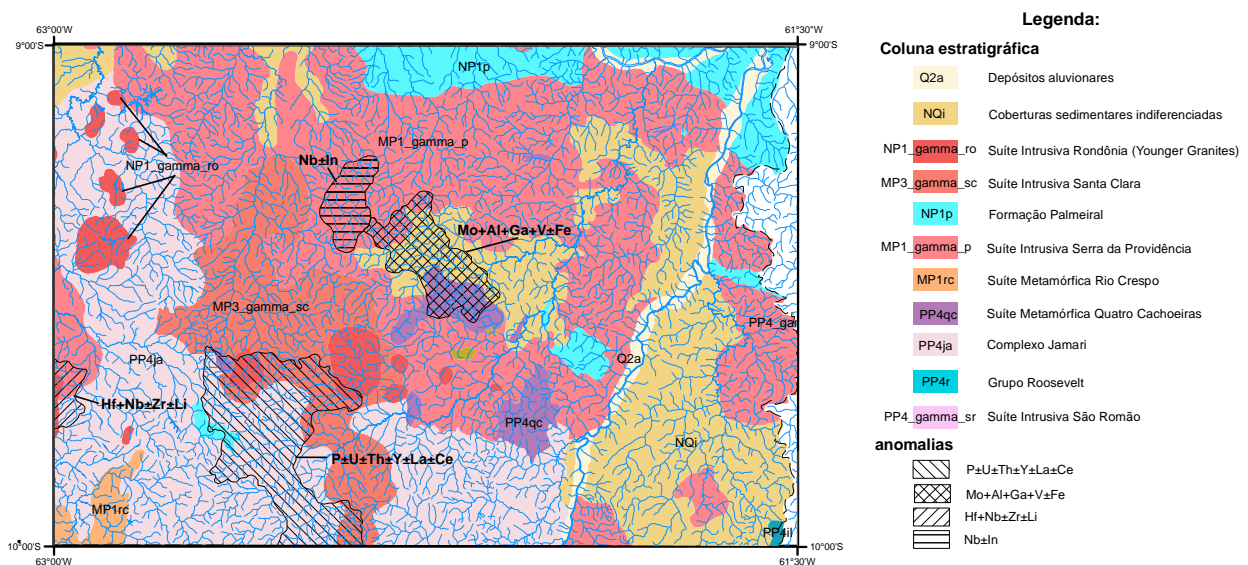 63°00'W
61°30'W
9°00'S
9°00'S
NP1p
MP1_gamma_p
NP1_gamma_ro
Nb±In
Mo+Al+Ga+V±Fe
MP3_gamma_sc
PP4_gar
PP4ja
Q2a
Hf+Nb±Zr±Li
PP4qc
NQi
P±U±Th±Y±La±Ce
MP1rc
PP4il
10°00'S
10°00'S
63°00'W
61°30'W
Legenda:
Coluna estratigráfica
Q2a Depósitos aluvionares
NQi Coberturas sedimentares indiferenciadas
NP1_gamma_ro Suíte Intrusiva Rondônia (Younger Granites)
MP3_gamma_sc Suíte Intrusiva Santa Clara
NP1p Formação Palmeiral
MP1_gamma_p Suíte Intrusiva Serra da Providência
MP1rc Suíte Metamórfica Rio Crespo
PP4qc Suíte Metamórfica Quatro Cachoeiras
PP4ja Complexo Jamari
PP4r Grupo Roosevelt
PP4_gamma_sr Suíte Intrusiva São Romão
anomalias
P±U±Th±Y±La±Ce
Mo+Al+Ga+V±Fe
Hf+Nb±Zr±Li
Nb±In